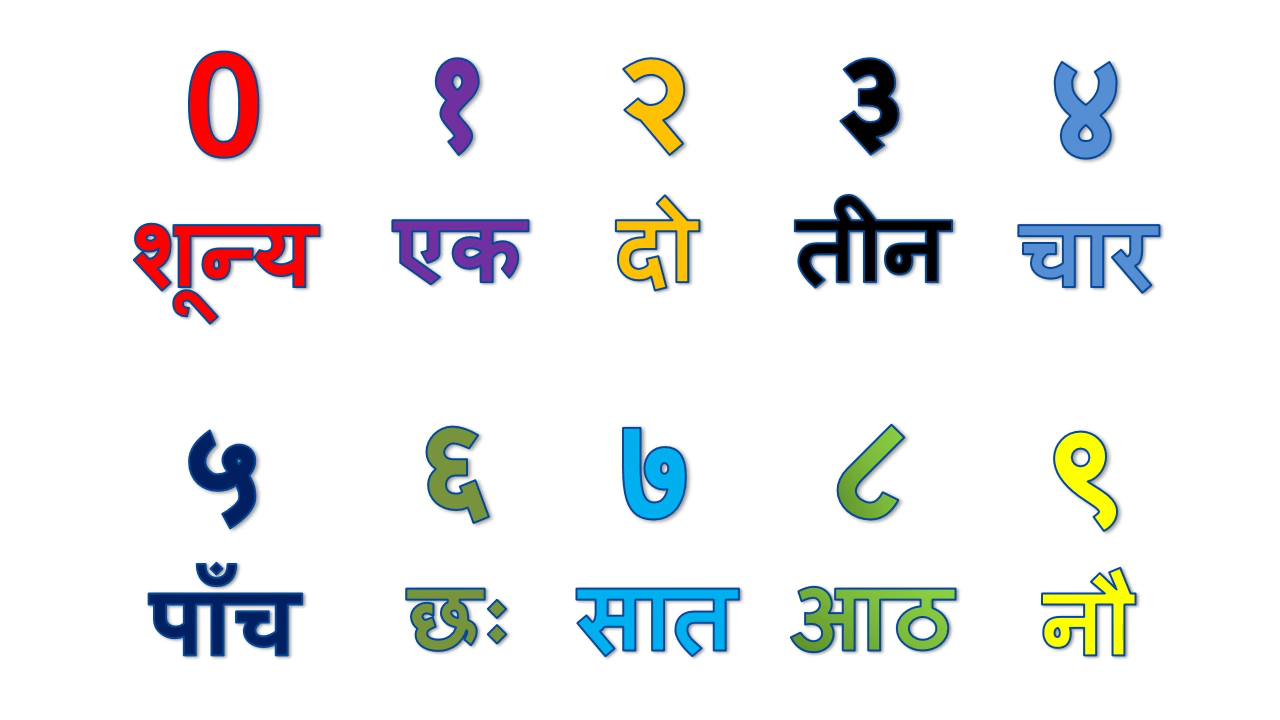 0 १ २ ३ ४
शून्य एक दो तीन चार
५ ६ ७ ८ ९
पाँच छः सात आठ नौ